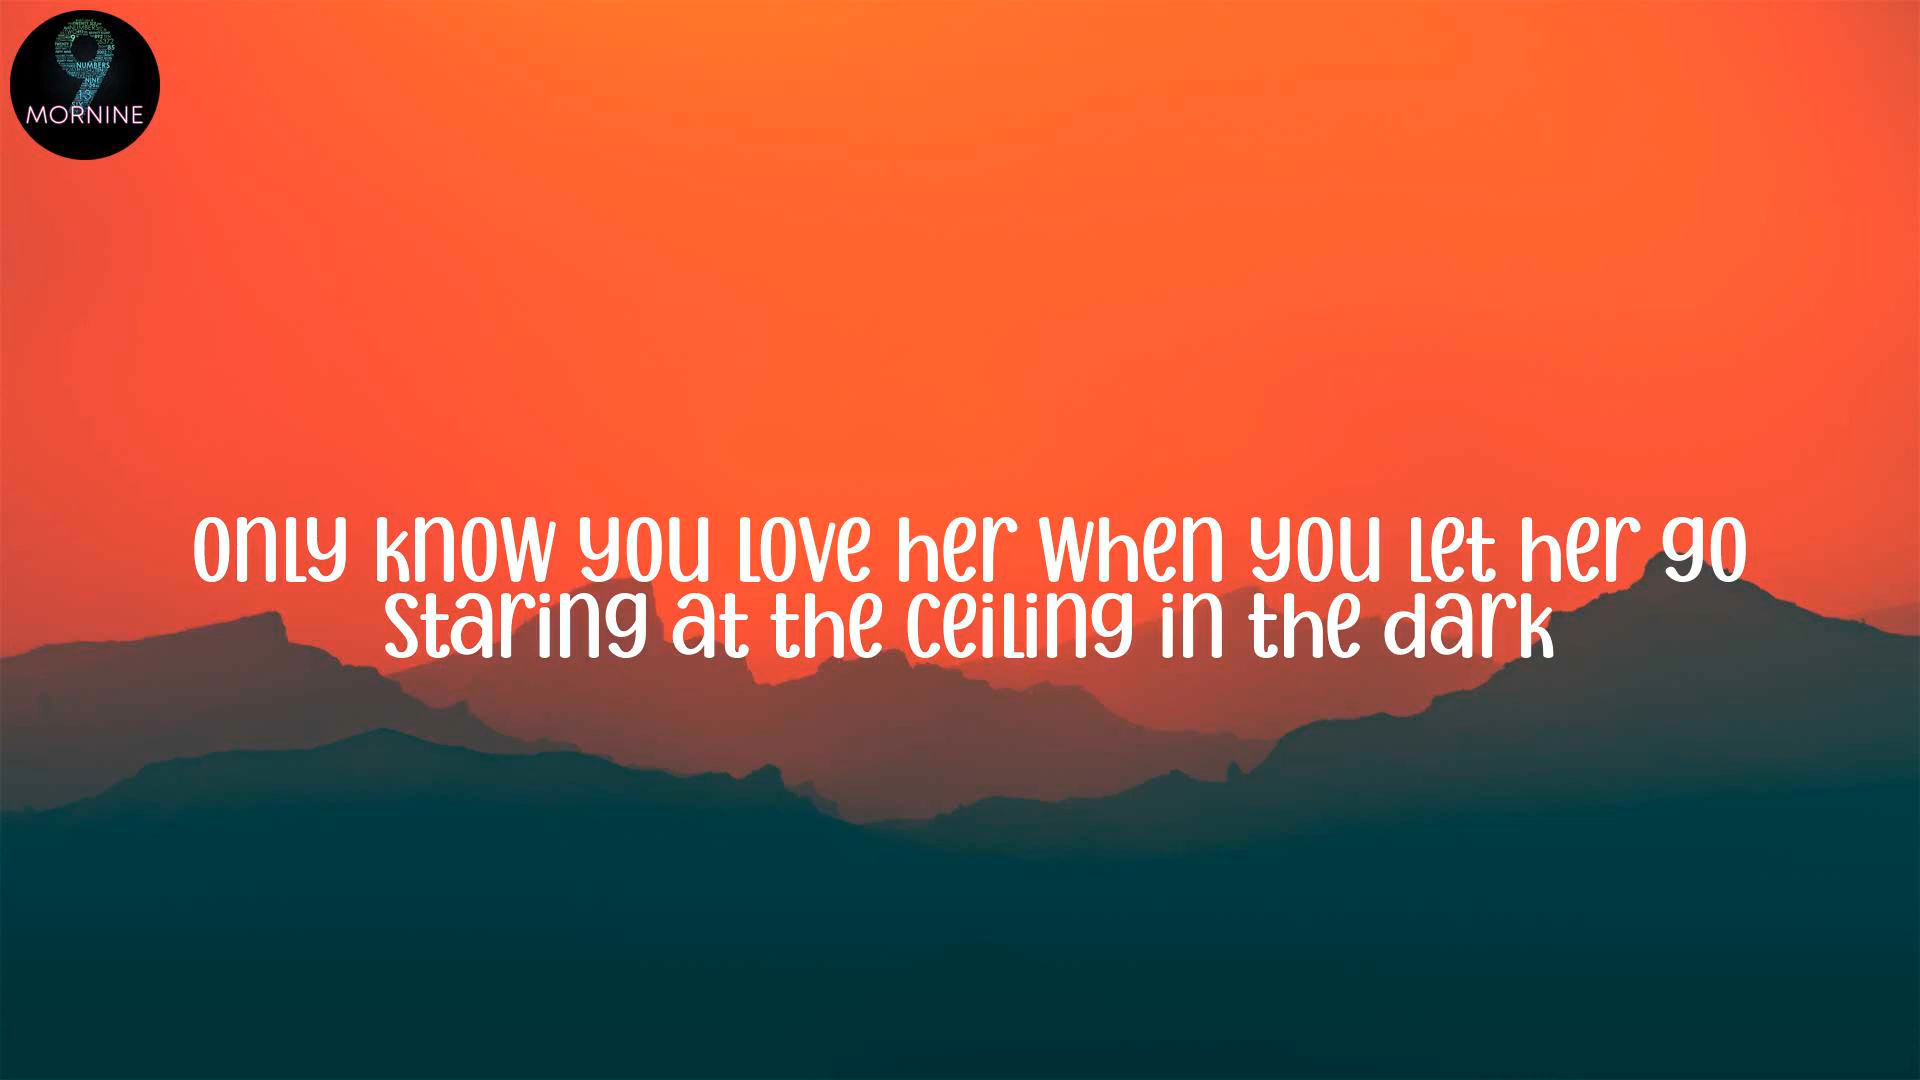 MORNINE
only know you love her when you let her go
staring at the ceiling in the dark